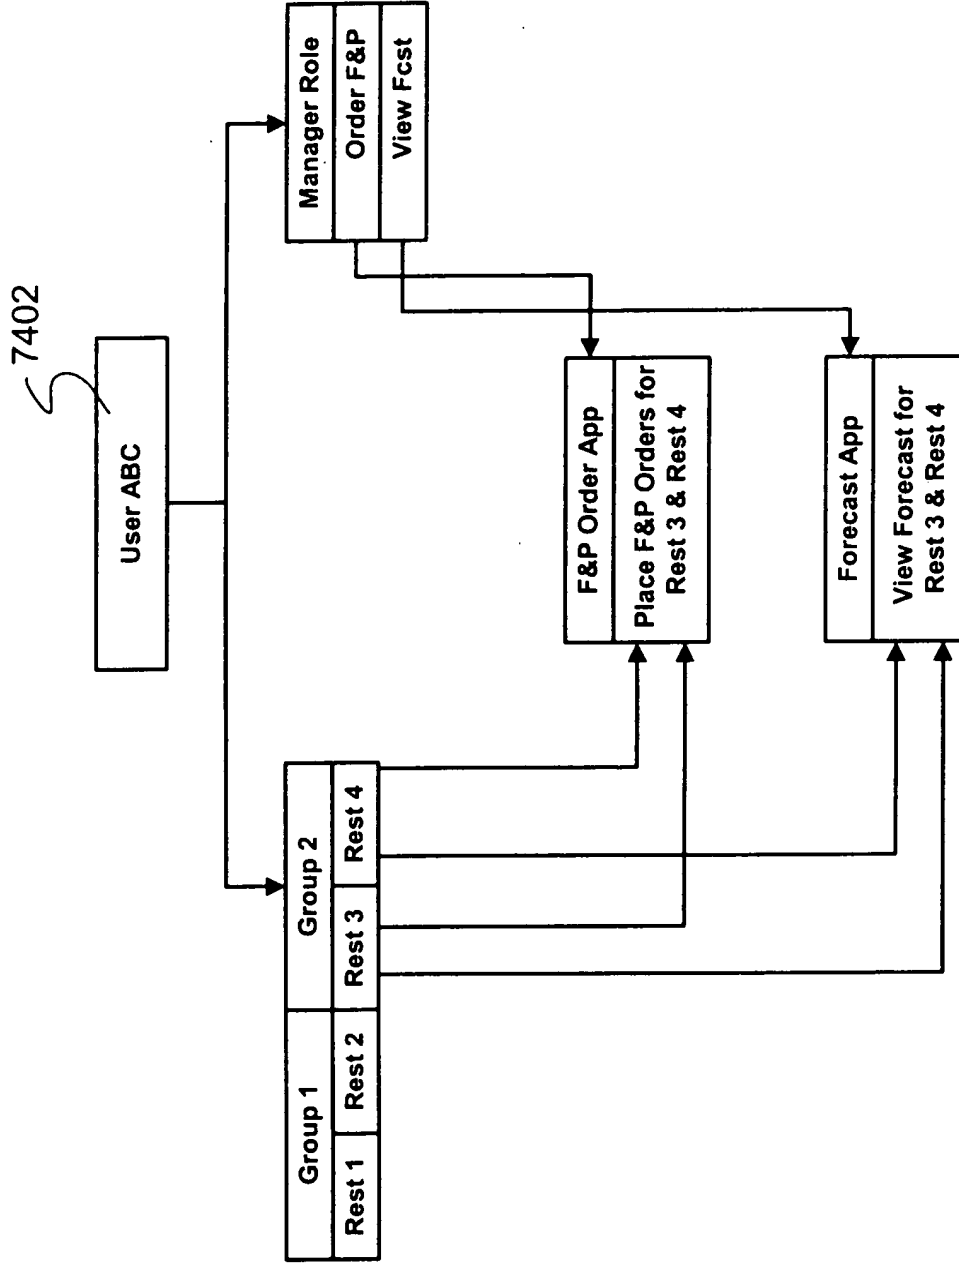 7402
User ABC
Group 1
Group 2
Rest 1
Rest 2
Rest 3
Rest 4
Manager Role
Order F&P
View Fcst
F&P Order App
Place F&P Orders for
Rest 3 & Rest 4
Forecast App
View Forecast for
Rest 3 & Rest 4